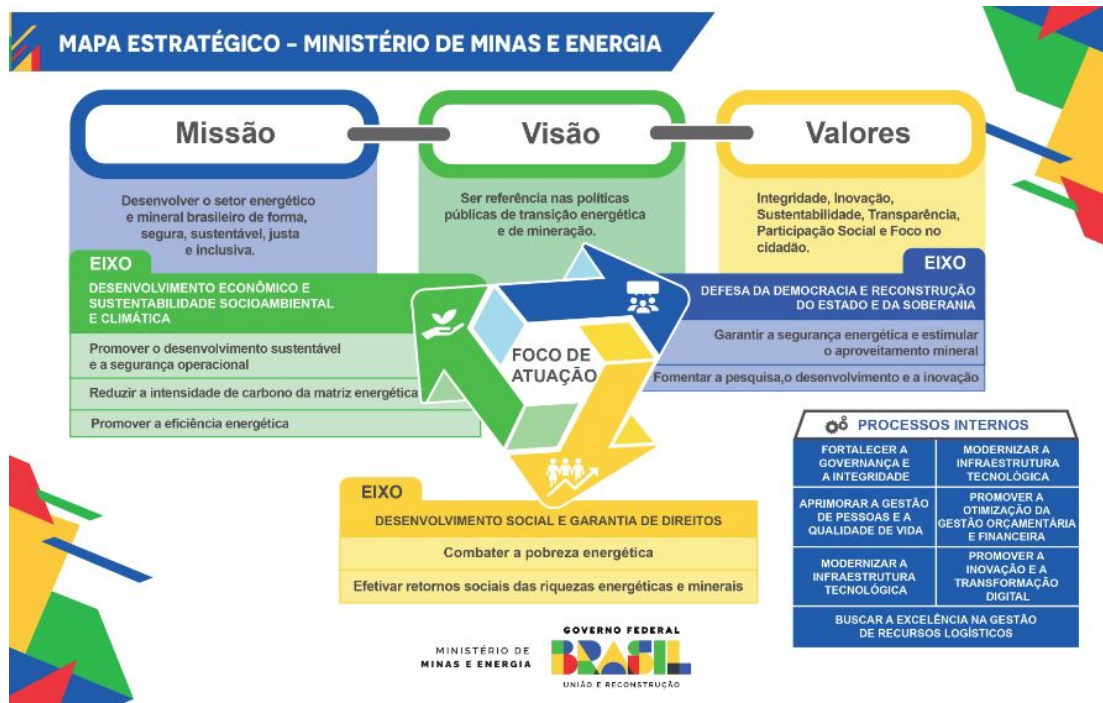 MAPA ESTRATÉGICO – MINISTÉRIO DE MINAS E ENERGIA
Missão
Visão
Valores
Desenvolver o setor energético
e mineral brasileiro de forma,
segura, sustentável, justa
e inclusiva.
Ser referência nas políticas
públicas de transição energética
e de mineração.
Integridade, Inovação,
Sustentabilidade, Transparência,
Participação Social e Foco no
cidadão.
EIXO
DESENVOLVIMENTO ECONÔMICO E
SUSTENTABILIDADE SOCIOAMBIENTAL
E CLIMÁTICA
Promover o desenvolvimento sustentável
e a segurança operacional
Reduzir a intensidade de carbono da matriz energética
Promover a eficiência energética
FOCO DE
ATUAÇÃO
EIXO
DEFESA DA DEMOCRACIA E RECONSTRUÇÃO
DO ESTADO E DA SOBERANIA
Garantir a segurança energética e estimular
o aproveitamento mineral
Fomentar a pesquisa,o desenvolvimento e a inovação
EIXO
DESENVOLVIMENTO SOCIAL E GARANTIA DE DIREITOS
Combater a pobreza energética
Efetivar retornos sociais das riquezas energéticas e minerais
PROCESSOS INTERNOS
FORTALECER A
GOVERNANÇA E
A INTEGRIDADE
MODERNIZAR A
INFRAESTRUTURA
TECNOLÓGICA
APRIMORAR A GESTÃO
DE PESSOAS E A
QUALIDADE DE VIDA
PROMOVER A
OTIMIZAÇÃO DA
GESTÃO ORÇAMENTÁRIA
E FINANCEIRA
MODERNIZAR A
INFRAESTRUTURA
TECNOLÓGICA
PROMOVER A
INOVAÇÃO E A
TRANSFORMAÇÃO
DIGITAL
BUSCAR A EXCELÊNCIA NA GESTÃO
DE RECURSOS LOGÍSTICOS
MINISTÉRIO DE
MINAS E ENERGIA
GOVERNO FEDERAL
BRASIL
UNIÃO E RECONSTRUÇÃO